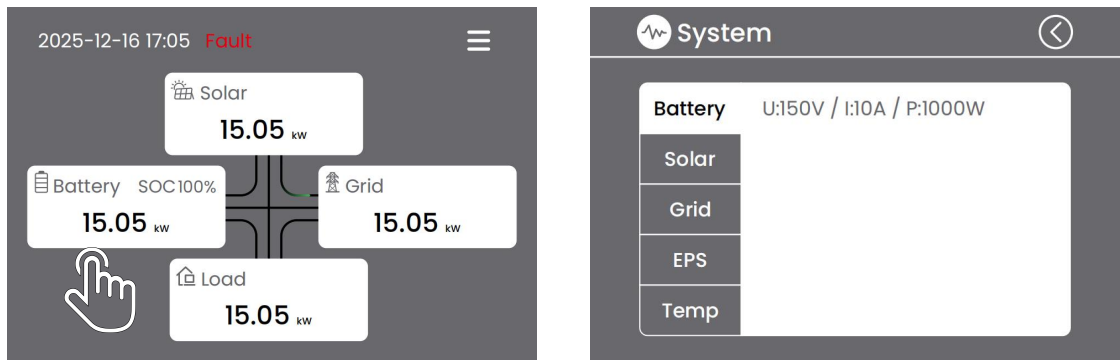 2025-12-16 17:05 Fault
Solar
15.05 kW
Battery SOC100%
15.05 kW
Grid
15.05 kW
Load
15.05 kW
System
Battery U:150V / I:10A / P:1000W
Solar
Grid
EPS
Temp